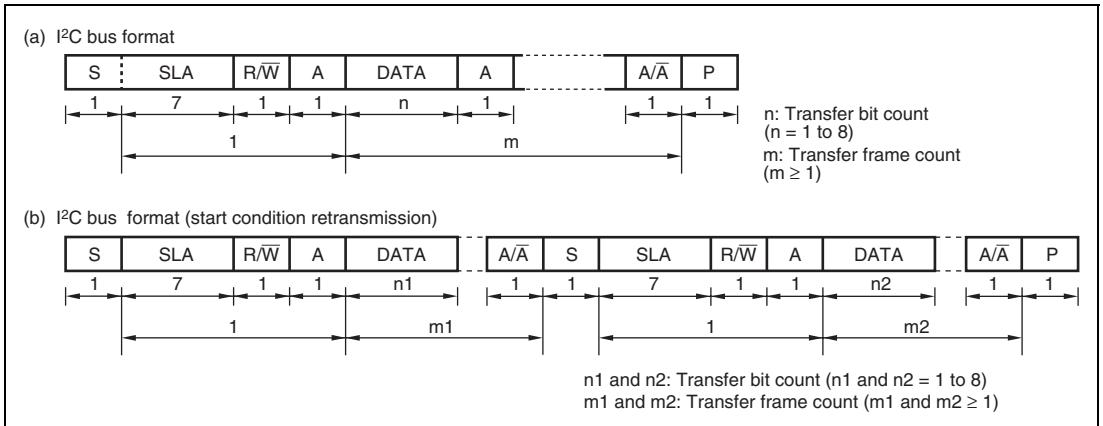 (a) I²C bus format
S SLA R/W̅ A DATA A A/A̅ P
1 7 1 1 n 1 1 1
1 m
n: Transfer bit count
(n = 1 to 8)
m: Transfer frame count
(m ≥ 1)
(b) I²C bus format (start condition retransmission)
S SLA R/W̅ A DATA A/A̅ S SLA R/W̅ A DATA A/A̅ P
1 7 1 1 n1 1 1 7 1 1 n2 1 1
1 m1 1 m2
n1 and n2: Transfer bit count (n1 and n2 = 1 to 8)
m1 and m2: Transfer frame count (m1 and m2 ≥ 1)